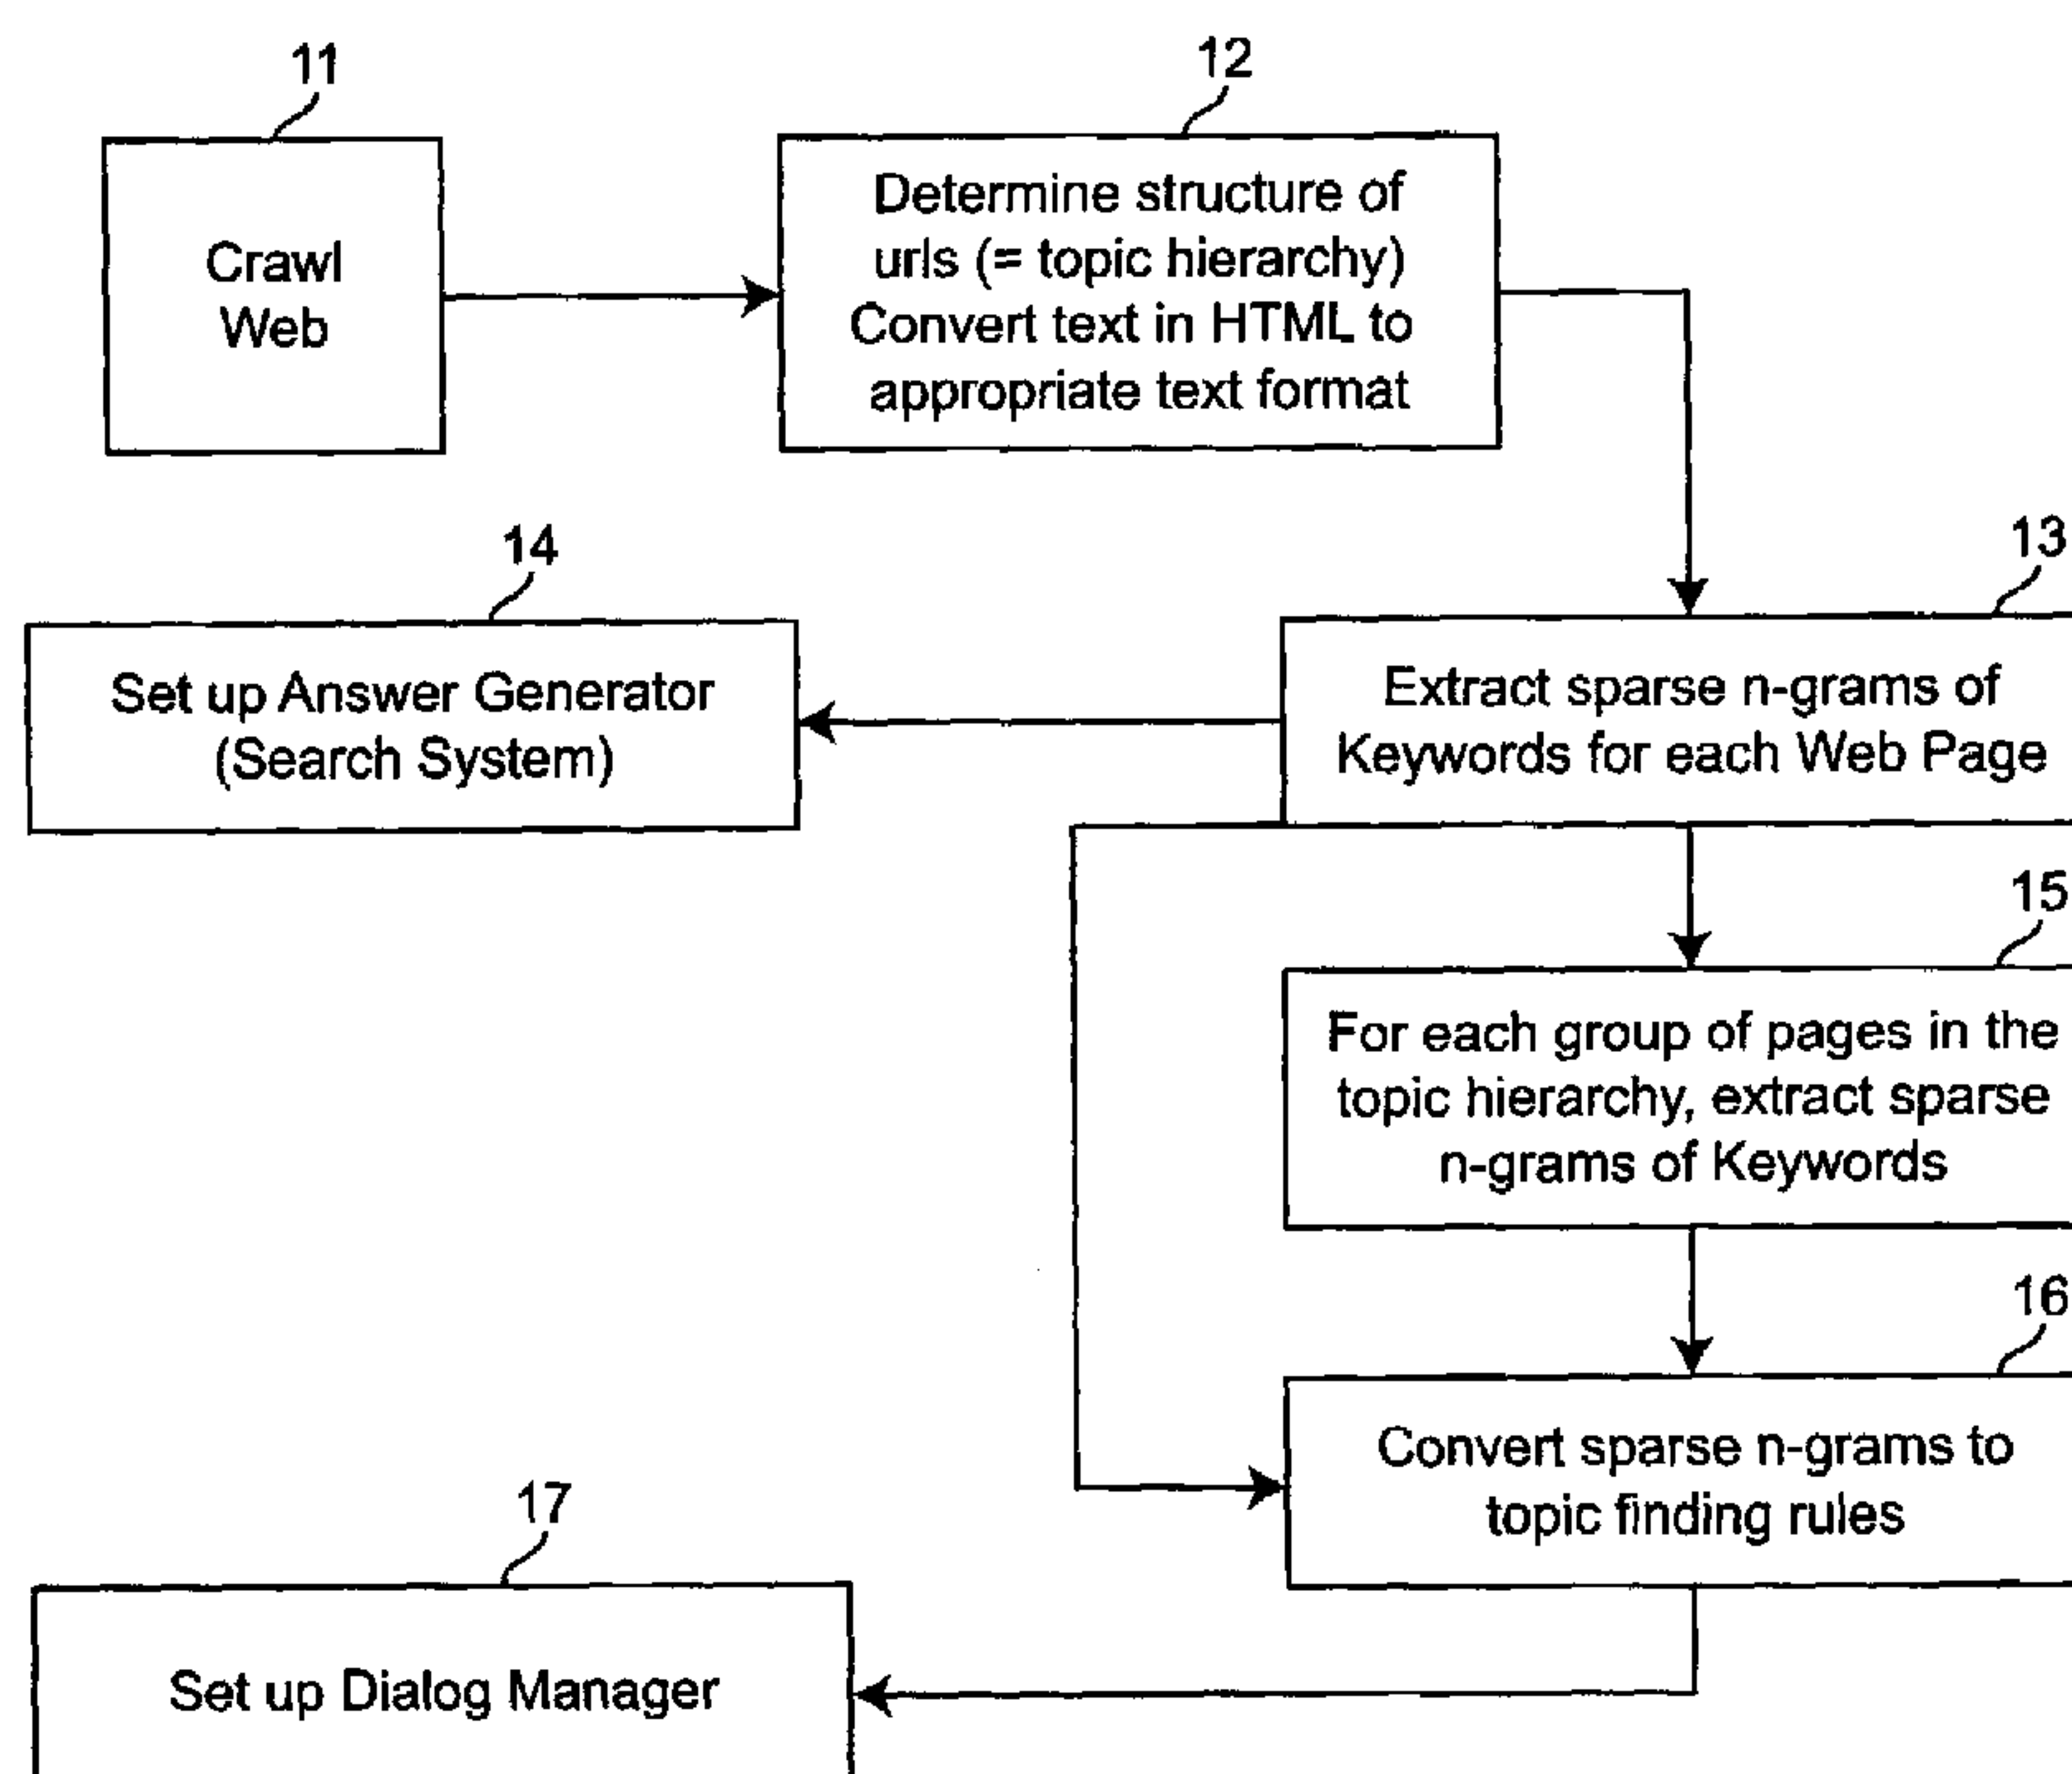 11
Crawl
Web
12
Determine structure of
urls (= topic hierarchy)
Convert text in HTML to
appropriate text format
13
Extract sparse n-grams of
Keywords for each Web Page
14
Set up Answer Generator
(Search System)
15
For each group of pages in the
topic hierarchy, extract sparse
n-grams of Keywords
16
Convert sparse n-grams to
topic finding rules
17
Set up Dialog Manager